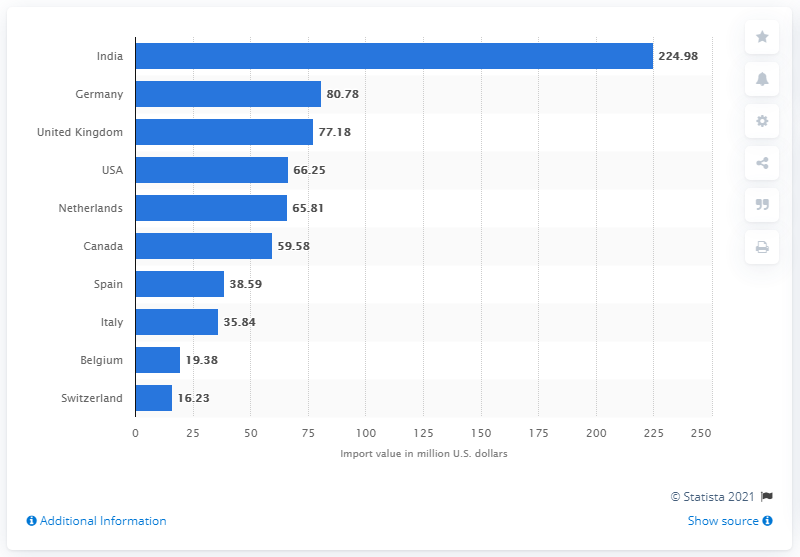 India 224.98
Germany 80.78
United Kingdom 77.18
USA 66.25
Netherlands 65.81
Canada 59.58
Spain 38.59
Italy 35.84
Belgium 19.38
Switzerland 16.23
0 25 50 75 100 125 150 175 200 225 250
Import value in million U.S. dollars
© Statista 2021
Additional Information Show source